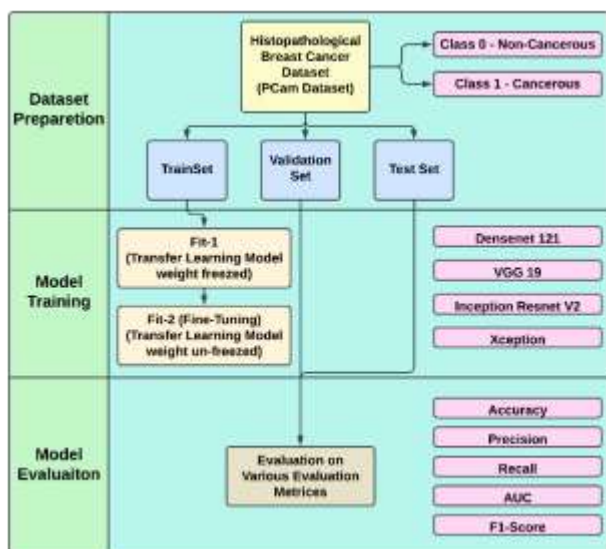 Histopathological
Breast Cancer
Dataset
(PCam Dataset)
Class 0 - Non-Cancerous
Class 1 - Cancerous
Dataset
Preparetion
TrainSet
Validation
Set
Test Set
Fit-1
(Transfer Learning Model
weight freezed)
Fit-2 (Fine-Tuning)
(Transfer Learning Model
weight un-freezed)
Model
Training
Densenet 121
VGG 19
Inception Resnet V2
Xception
Model
Evaluaiton
Evaluation on
Various Evaluation
Metrices
Accuracy
Precision
Recall
AUC
F1-Score